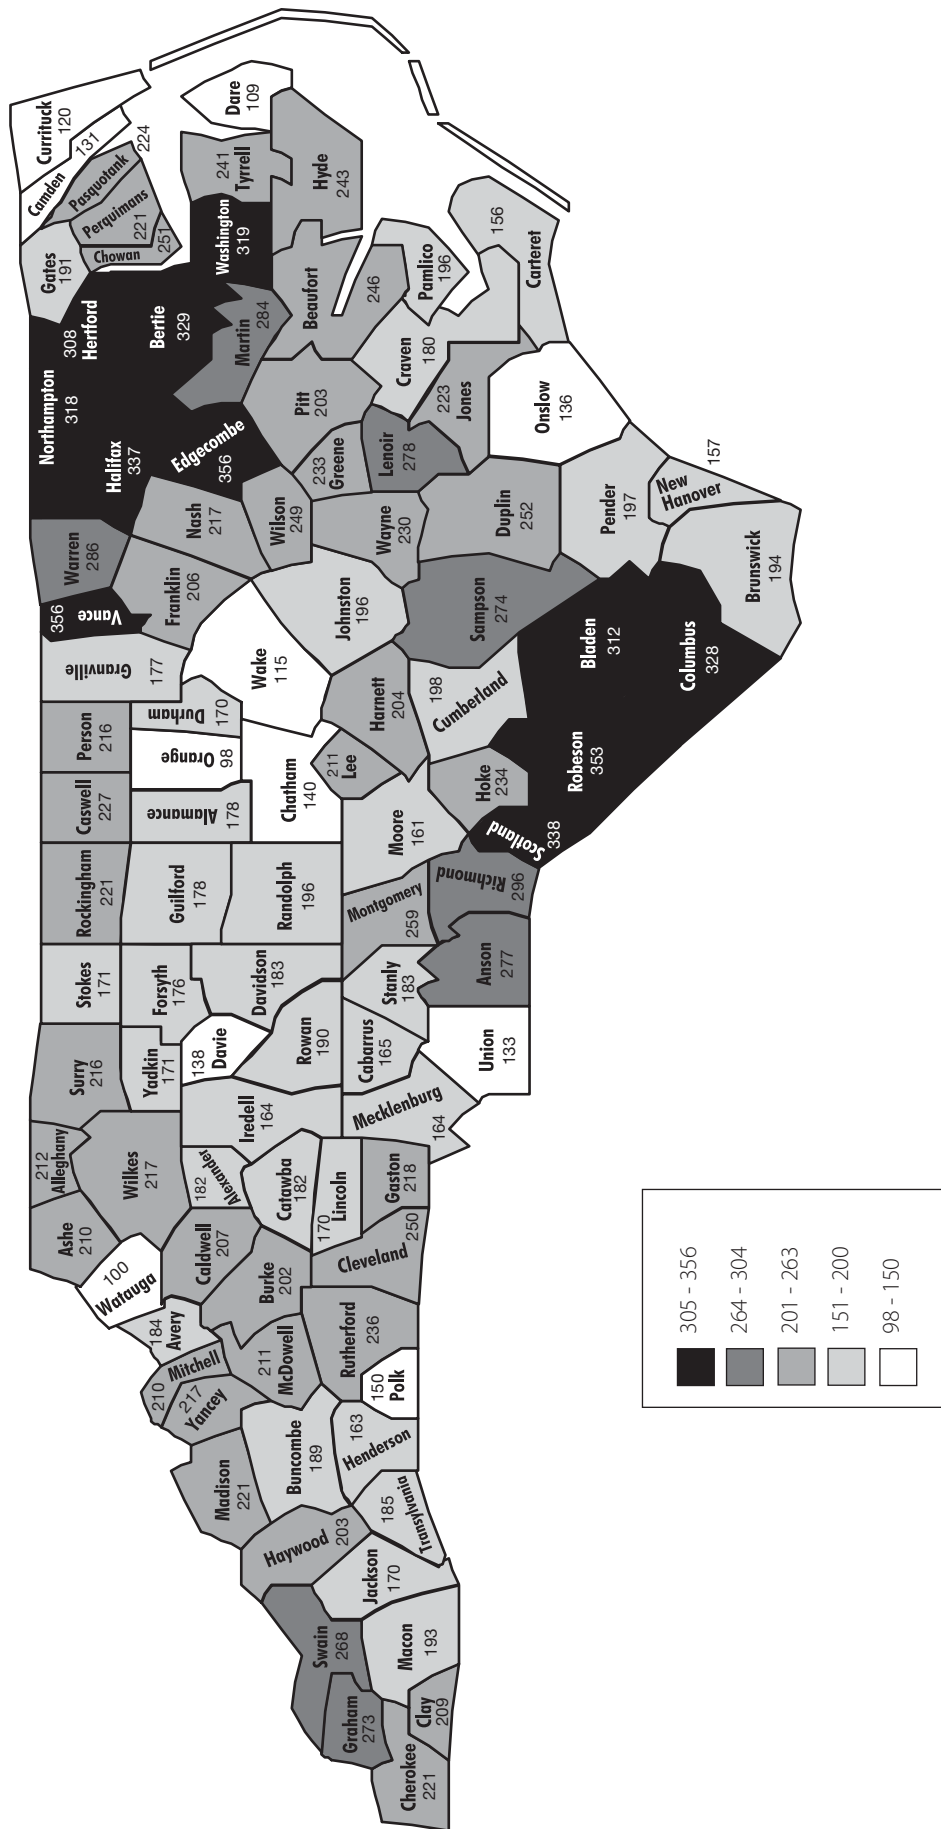 Cherokee
221
Graham
273
Clay
209
Swain
268
Macon
193
Jackson
170
Haywood
203
Transylvania
185
Madison
221
Buncombe
189
Henderson
163
Polk
150
Yancey
217
Mitchell
210
McDowell
211
Rutherford
236
Avery
184
Burke
202
Cleveland
250
Watauga
100
Caldwell
207
Ashe
210
Alleghany
212
Wilkes
217
Alexander
182
Catawba
182
Lincoln
170
Gaston
218
Surry
216
Yadkin
171
Iredell
164
Mecklenburg
164
Davie
138
Rowan
190
Cabarrus
165
Union
133
Stokes
171
Forsyth
176
Davidson
183
Stanly
183
Anson
277
Rockingham
221
Guilford
178
Randolph
196
Montgomery
259
Richmond
296
Caswell
227
Alamance
178
Chatham
140
Moore
161
Scotland
338
Person
216
Orange
98
Durham
170
Lee
211
Hoke
234
Robeson
353
Granville
177
Wake
115
Harnett
204
Cumberland
198
Bladen
312
Columbus
328
Vance
356
Warren
286
Franklin
206
Johnston
196
Sampson
274
Brunswick
194
Northampton
318
Halifax
337
Nash
217
Wilson
249
Wayne
230
Duplin
252
Pender
197
New
Hanover
157
Edgecombe
356
Pitt
203
Greene
233
Lenoir
278
Jones
223
Onslow
136
Hertford
308
Bertie
329
Martin
284
Beaufort
246
Craven
180
Pamlico
196
Carteret
156
Gates
191
Chowan
251
Perquimans
221
Pasquotank
224
Camden
131
Currituck
120
Washington
319
Tyrrell
241
Hyde
243
Dare
109
305 - 356
264 - 304
201 - 263
151 - 200
98 - 150